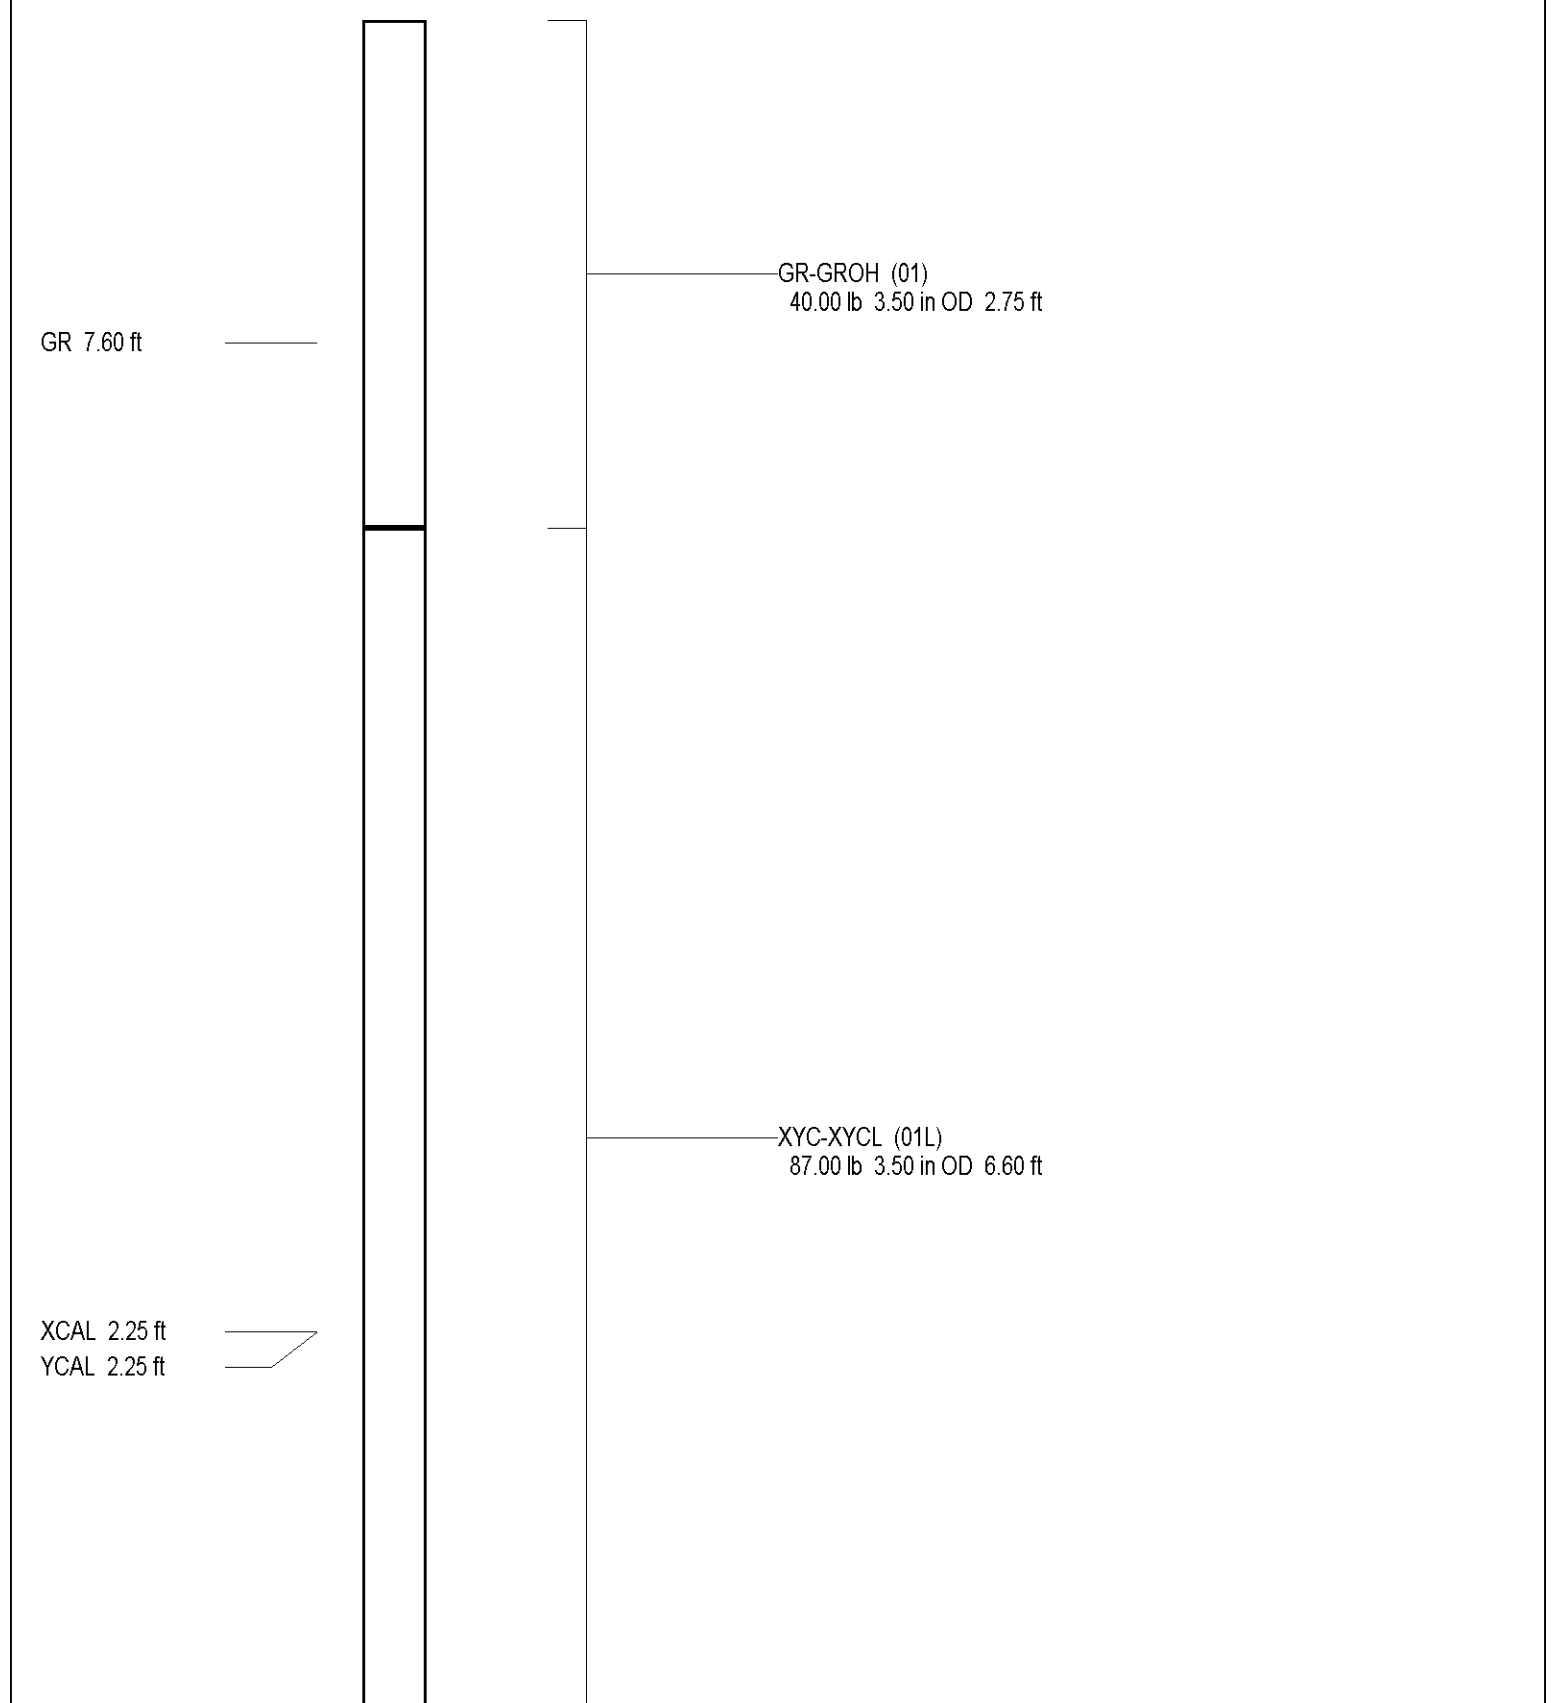 GR-GROH (01)
40.00 lb 3.50 in OD 2.75 ft
GR 7.60 ft
XYC-XYCL (01L)
87.00 lb 3.50 in OD 6.60 ft
XCAL 2.25 ft
YCAL 2.25 ft